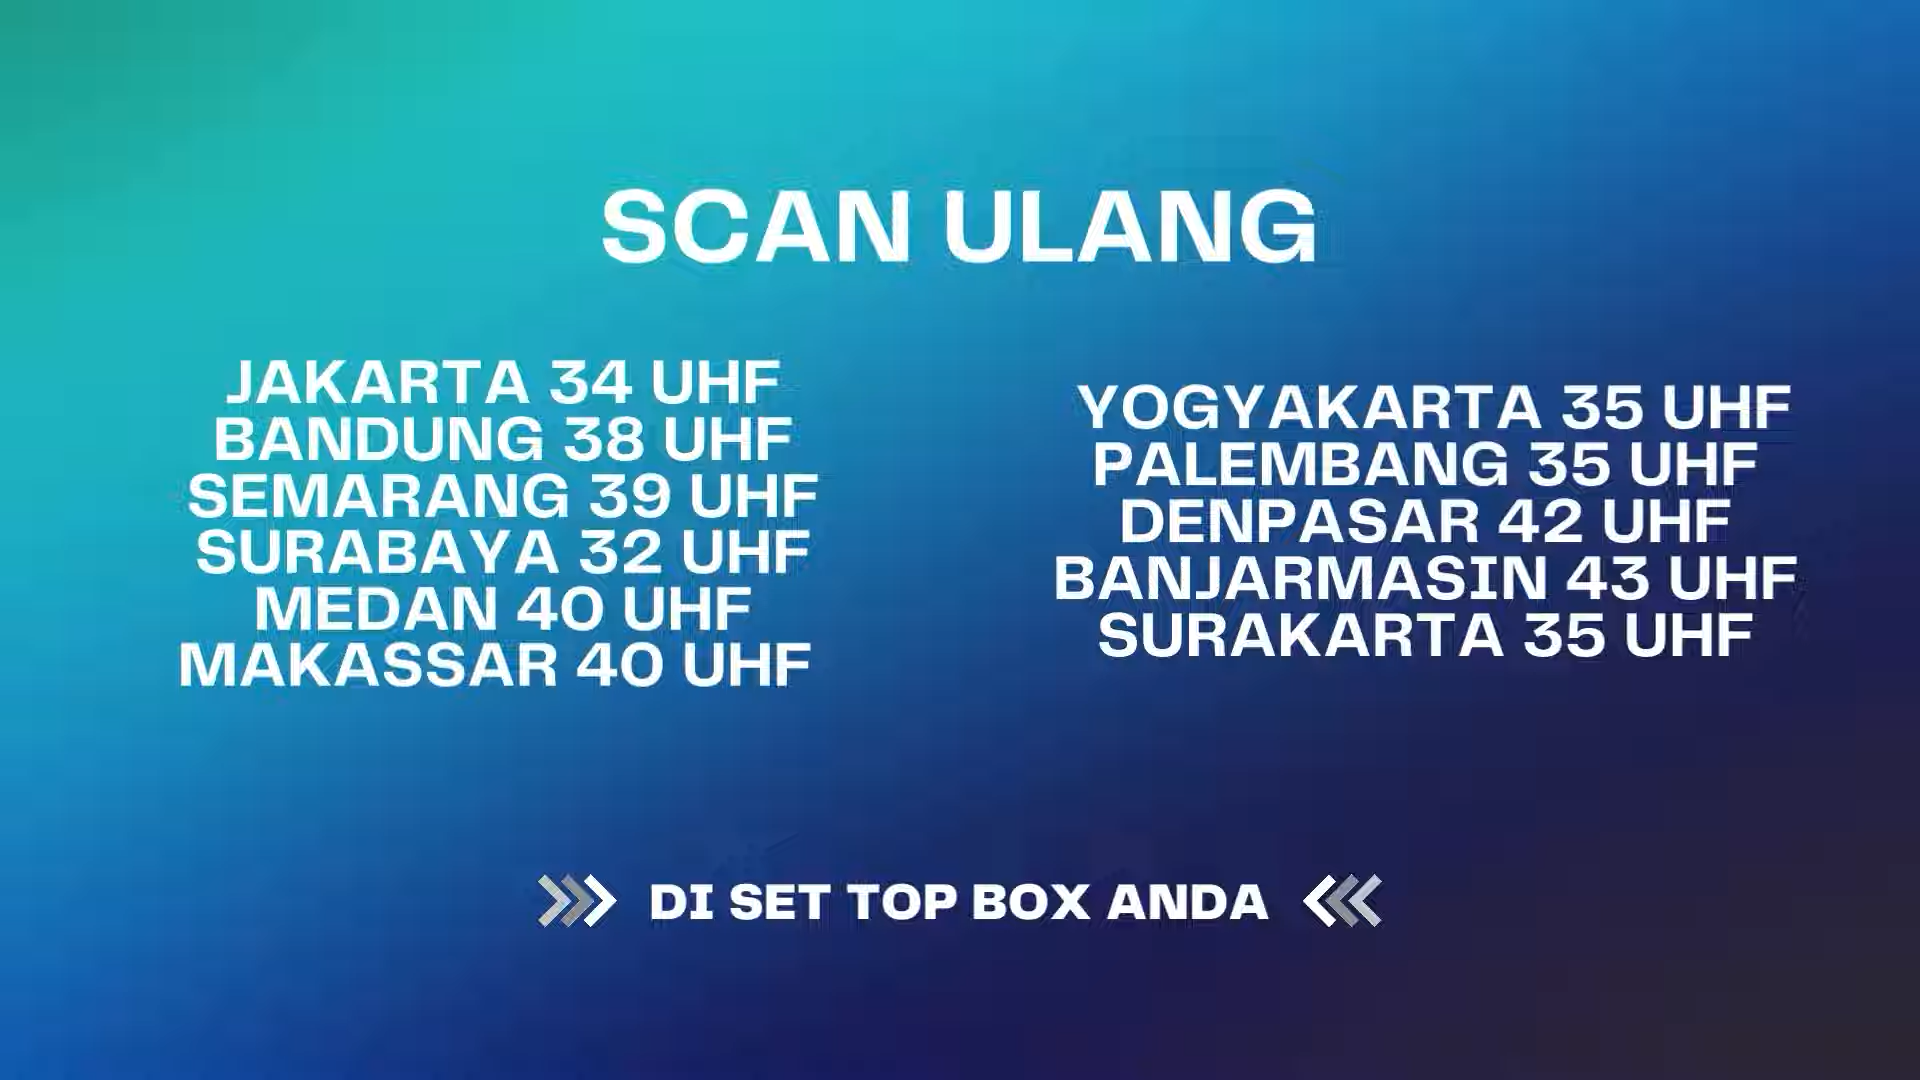 SCAN ULANG
JAKARTA 34 UHF
BANDUNG 38 UHF
SEMARANG 39 UHF
SURABAYA 32 UHF
MEDAN 40 UHF
MAKASSAR 40 UHF
YOGYAKARTA 35 UHF
PALEMBANG 35 UHF
DENPASAR 42 UHF
BANJARMASIN 43 UHF
SURAKARTA 35 UHF
DI SET TOP BOX ANDA